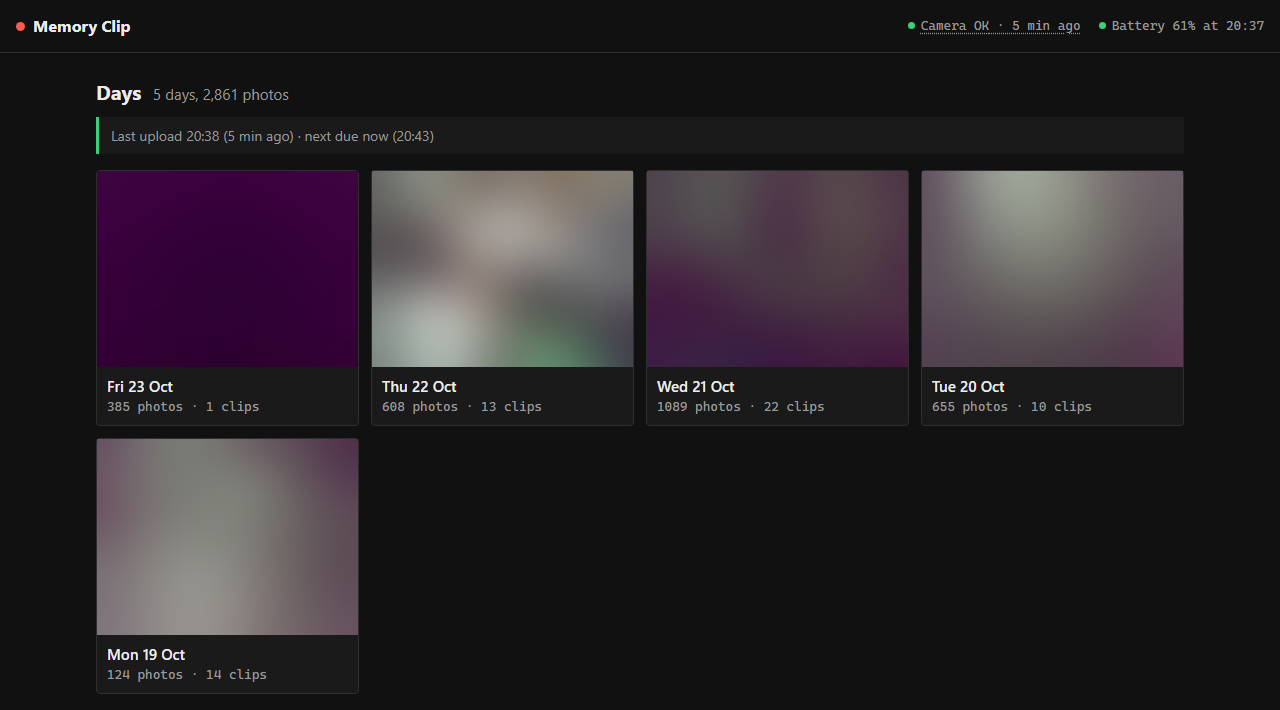 Memory Clip
Camera OK · 5 min ago
Battery 61% at 20:37
Days 5 days, 2,861 photos
Last upload 20:38 (5 min ago) · next due now (20:43)
Fri 23 Oct
385 photos · 1 clips
Thu 22 Oct
608 photos · 13 clips
Wed 21 Oct
1089 photos · 22 clips
Tue 20 Oct
655 photos · 10 clips
Mon 19 Oct
124 photos · 14 clips